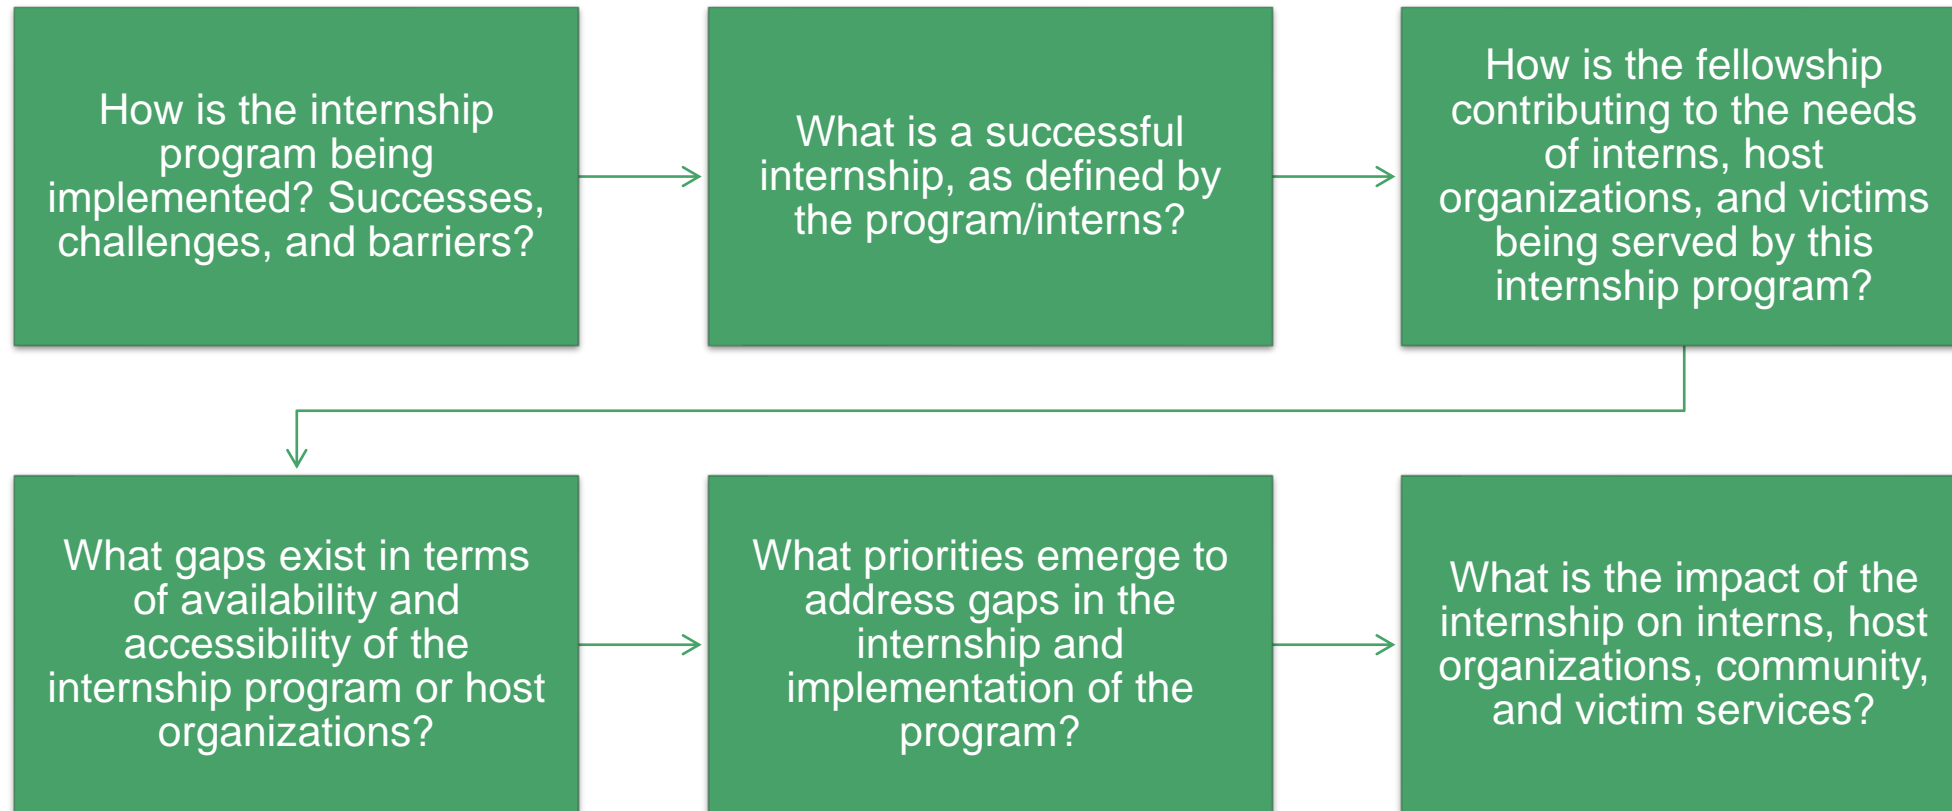 How is the internship
program being
implemented? Successes,
challenges, and barriers?
What is a successful
internship, as defined by
the program/interns?
How is the fellowship
contributing to the needs
of interns, host
organizations, and victims
being served by this
internship program?
What gaps exist in terms
of availability and
accessibility of the
internship program or host
organizations?
What priorities emerge to
address gaps in the
internship and
implementation of the
program?
What is the impact of the
internship on interns, host
organizations, community,
and victim services?